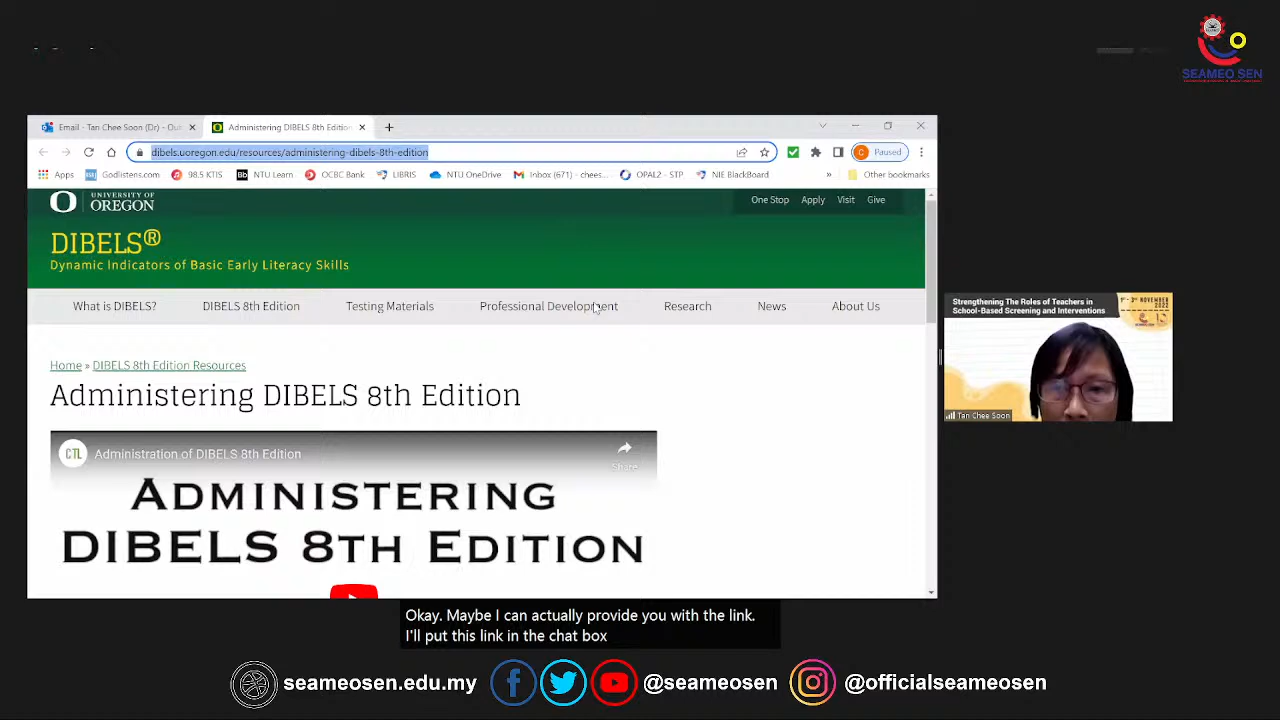 SEAMEO SEN
Email - Tan Chee Soon (Dr) - Out
Administering DIBELS 8th Edition
dibels.uoregon.edu/resources/administering-dibels-8th-edition
Paused
Apps
Godlistens.com
98.5 KTIS
NTU Learn
OCBC Bank
LIBRIS
NTU OneDrive
Inbox (671) - chees...
OPAL2 - STP
NIE BlackBoard
»
Other bookmarks
UNIVERSITY OF
OREGON
One Stop Apply Visit Give
DIBELS®
Dynamic Indicators of Basic Early Literacy Skills
What is DIBELS? DIBELS 8th Edition Testing Materials Professional Development Research News About Us
Home » DIBELS 8th Edition Resources
Administering DIBELS 8th Edition
CTL Administration of DIBELS 8th Edition
Share
ADMINISTERING
DIBELS 8TH EDITION
Strengthening The Roles of Teachers in
School-Based Screening and Interventions
1st - 3rd NOVEMBER
2022
Tan Chee Soon
Okay. Maybe I can actually provide you with the link.
I'll put this link in the chat box
seameosen.edu.my @seameosen @officialseameosen